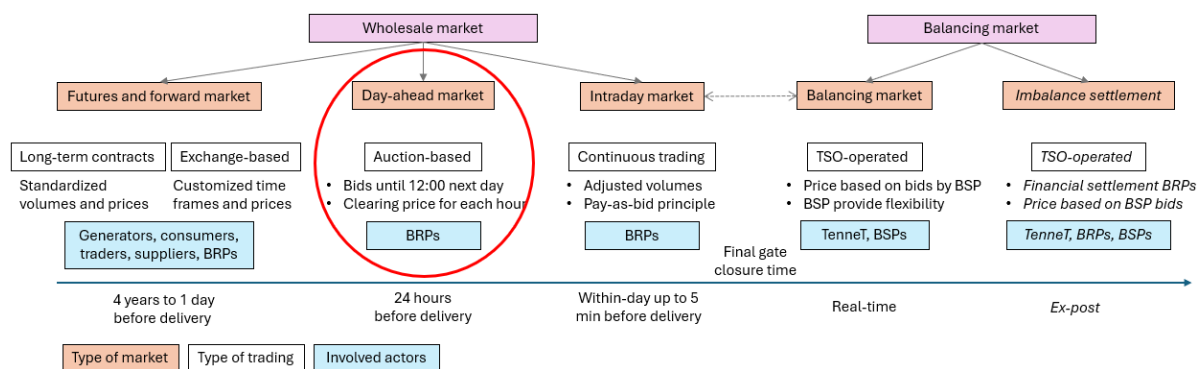 Wholesale market
Balancing market
Futures and forward market
Day-ahead market
Intraday market
Balancing market
Imbalance settlement
Long-term contracts
Exchange-based
Auction-based
Continuous trading
TSO-operated
TSO-operated
Standardized
volumes and prices
Customized time
frames and prices
• Bids until 12:00 next day
• Clearing price for each hour
• Adjusted volumes
• Pay-as-bid principle
• Price based on bids by BSP
• BSP provide flexibility
• Financial settlement BRPs
• Price based on BSP bids
Generators, consumers,
traders, suppliers, BRPs
BRPs
BRPs
TenneT, BSPs
TenneT, BRPs, BSPs
Final gate
closure time
4 years to 1 day
before delivery
24 hours
before delivery
Within-day up to 5
min before delivery
Real-time
Ex-post
Type of market
Type of trading
Involved actors